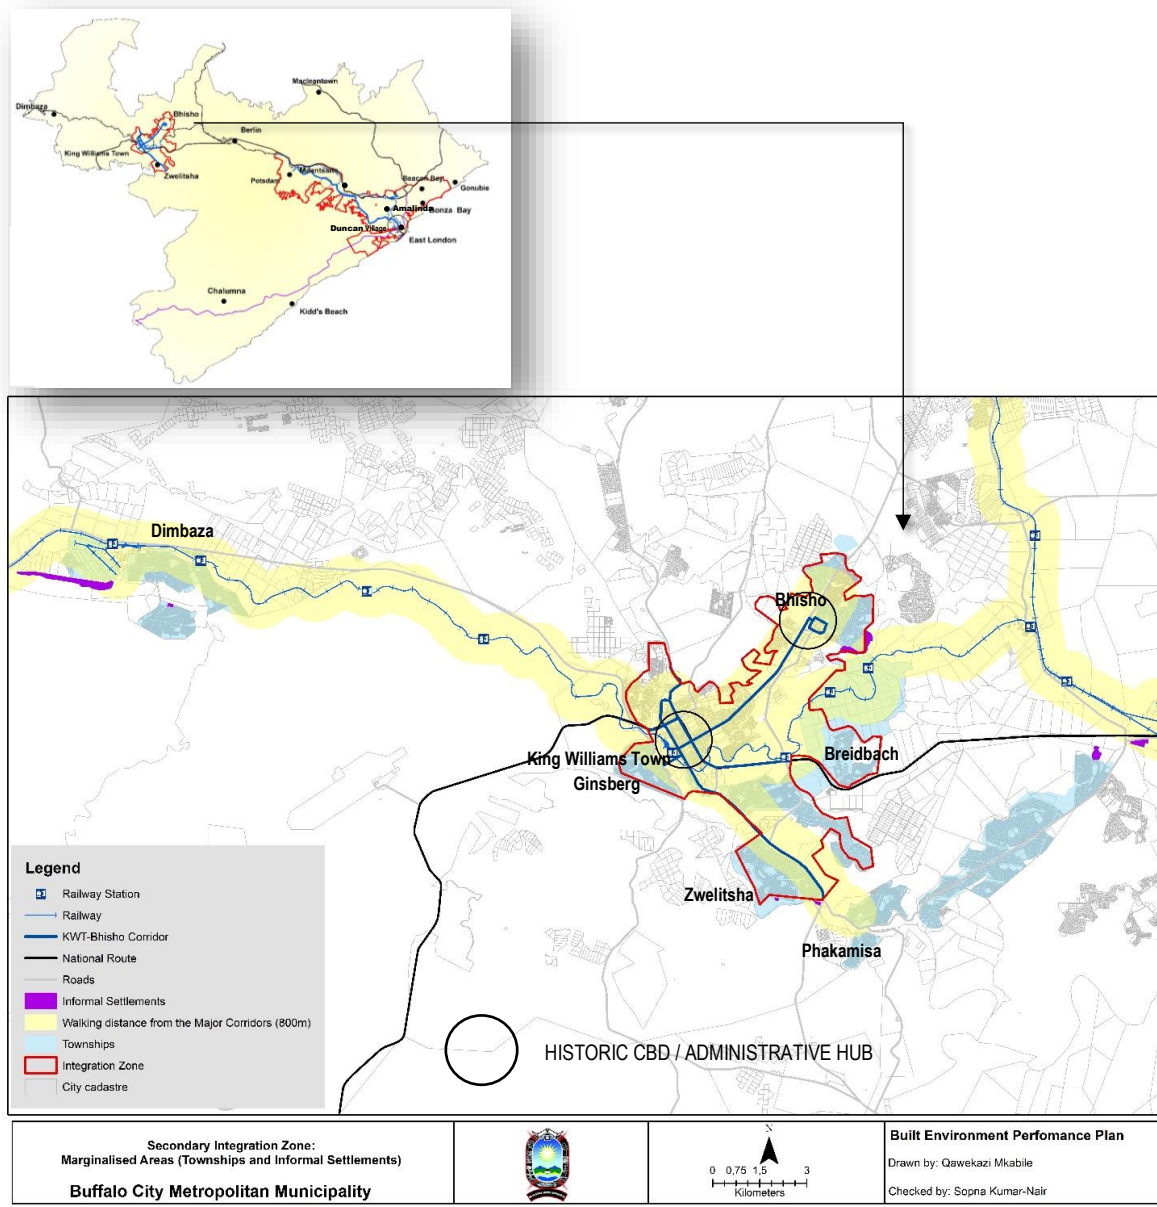 Macleantown
Dimbaza
Bhisho
Berlin
King Williams Town
Zwelitsha
Potsdam
Mdantsane
Beacon Bay
Gonubie
Amalinda
Bonza Bay
Duncan Village
East London
Chalumna
Kidd's Beach
Dimbaza
Bhisho
King Williams Town
Breidbach
Ginsberg
Zwelitsha
Phakamisa
Legend
Railway Station
Railway
KWT-Bhisho Corridor
National Route
Roads
Informal Settlements
Walking distance from the Major Corridors (800m)
Townships
Integration Zone
City cadastre
HISTORIC CBD / ADMINISTRATIVE HUB
Secondary Integration Zone:
Marginalised Areas (Townships and Informal Settlements)
Buffalo City Metropolitan Municipality
N
0 0,75 1,5 3
Kilometers
Built Environment Perfomance Plan
Drawn by: Qawekazi Mkabile
Checked by: Sopna Kumar-Nair